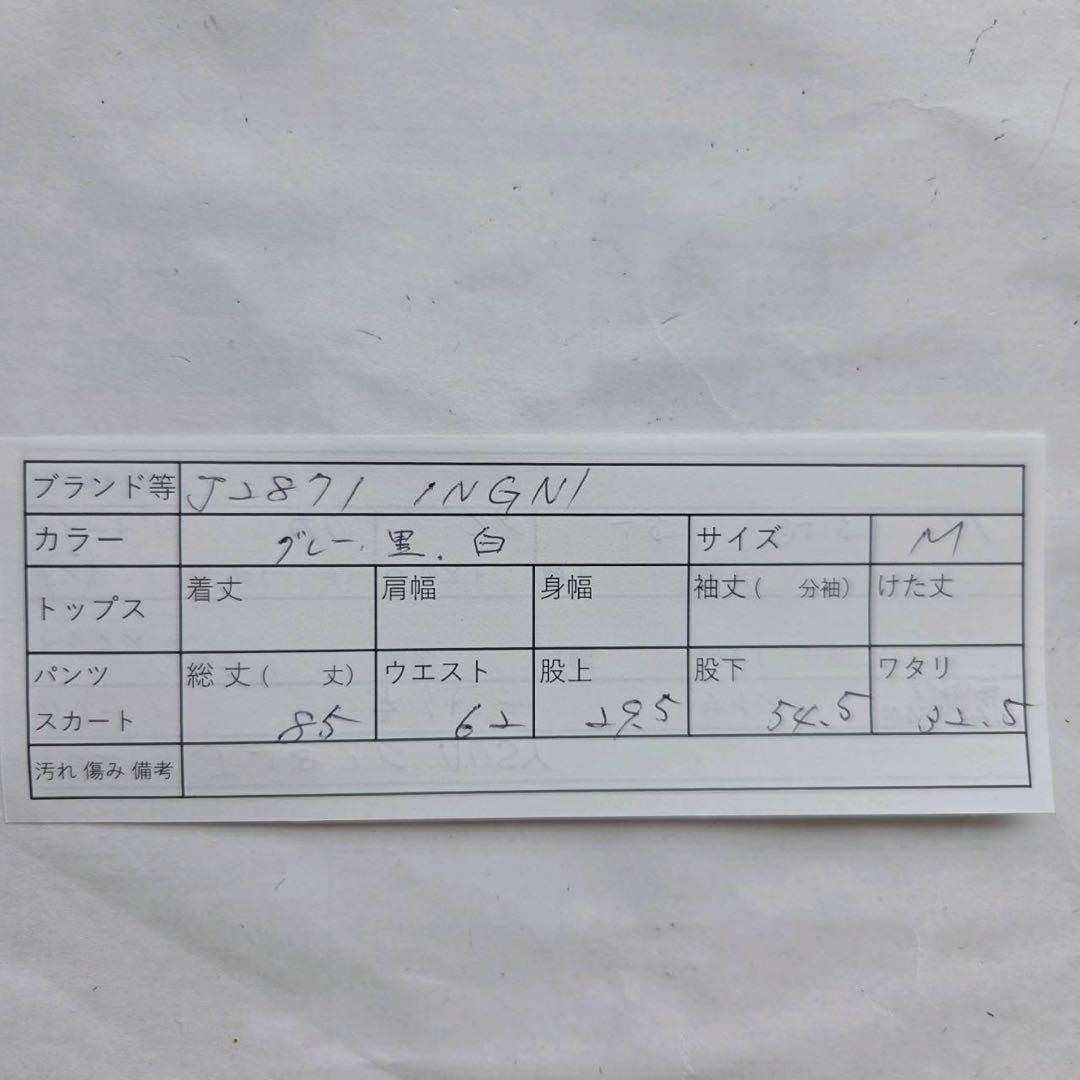 ブランド等 J2871 INGNI
カラー グレー.黒.白 サイズ M
トップス 着丈 肩幅 身幅 袖丈( 分袖) けた丈
パンツ スカート 総丈( 丈) 85 ウエスト 62 股上 29.5 股下 54.5 ワタリ 32.5
汚れ 傷み 備考